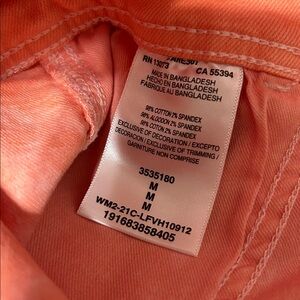 RN 13073 CA 55394
MADE IN BANGLADESH
HECHO EN BANGLADESH
FABRIQUE AU BANGLADESH
98% COTTON 2% SPANDEX
98% ALGODON 2% SPANDEX
98% COTON 2% SPANDEX
EXCLUSIVE OF DECORATION / EXCEPTO
DECORACION / EXCLUSIVE OF TRIMMING /
GARNITURE NON COMPRISE
3535180
M
M
M
WM2-21C-LFVH10912
191683858405